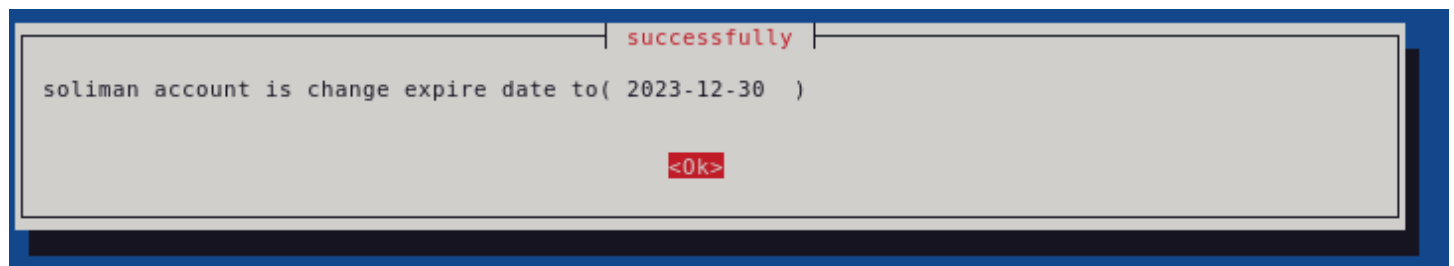 successfully
soliman account is change expire date to( 2023-12-30  )
<Ok>